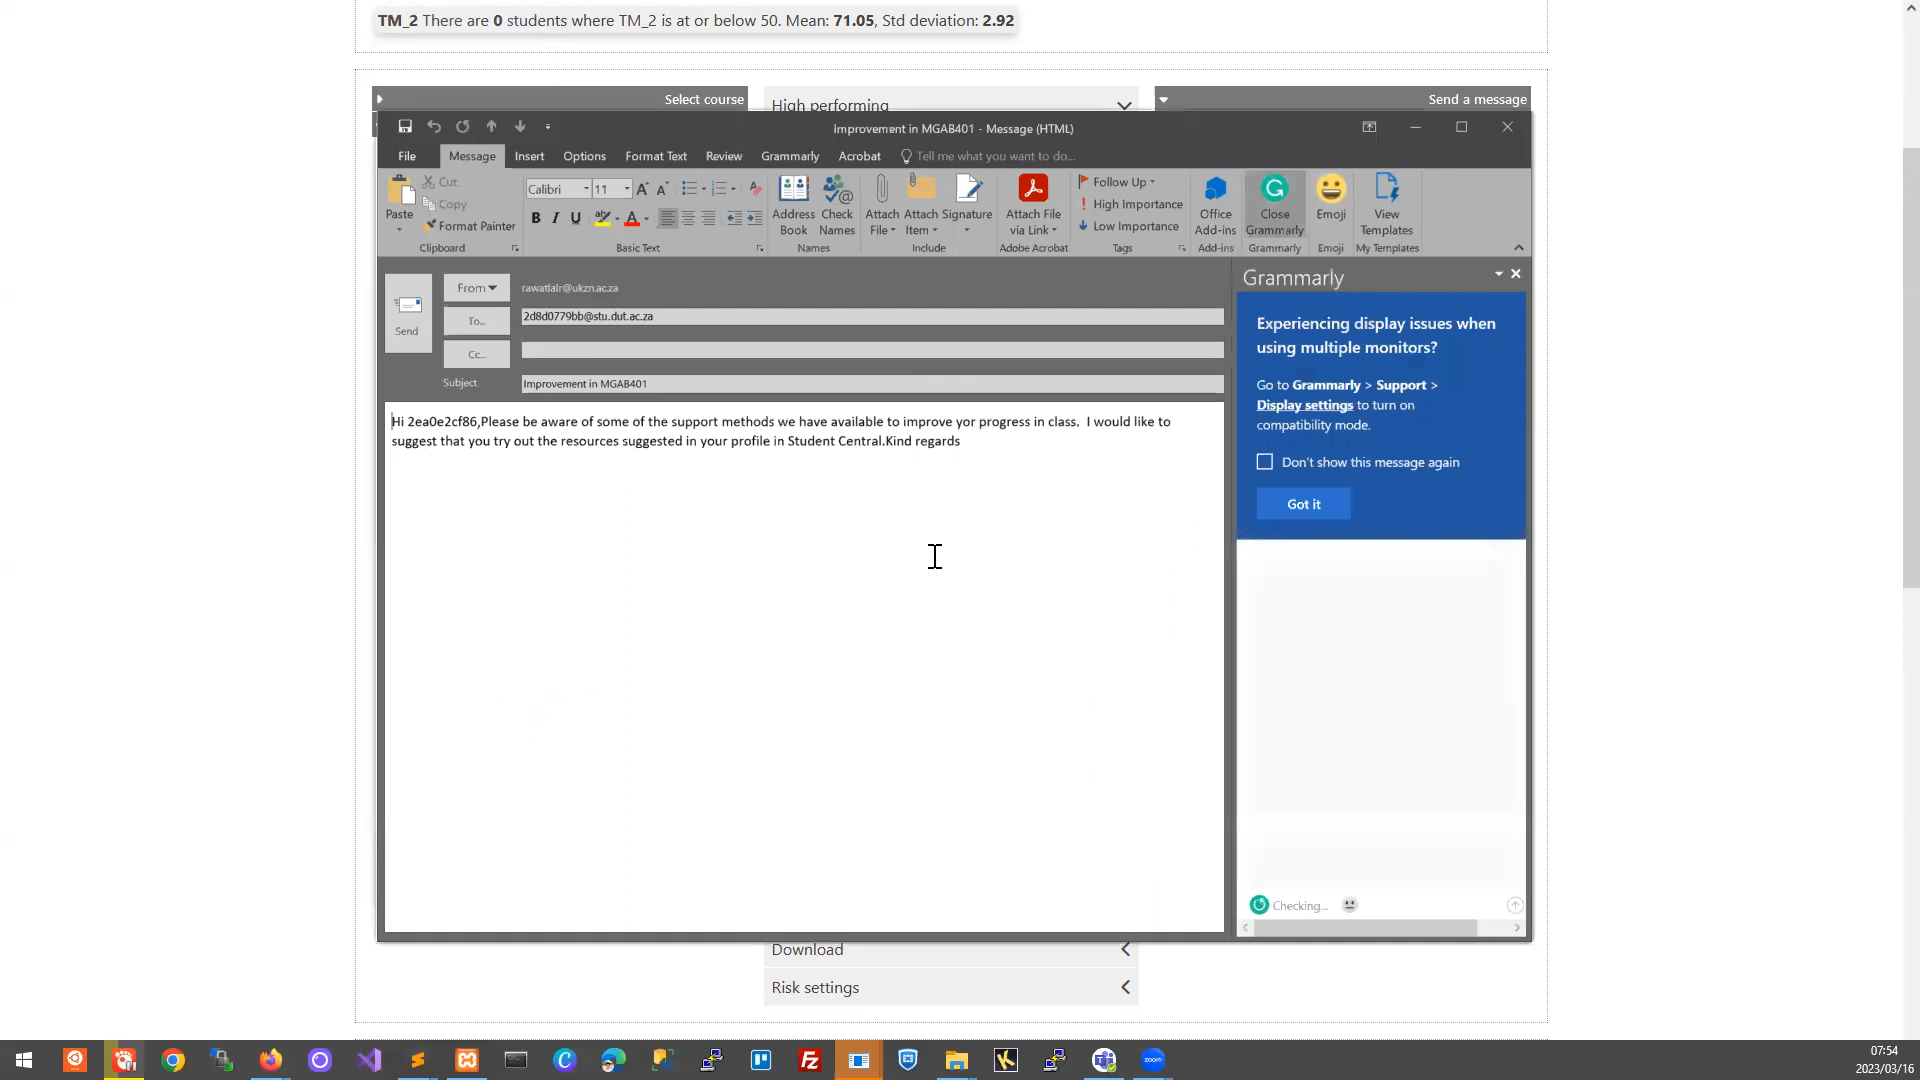 TM_2 There are 0 students where TM_2 is at or below 50. Mean: 71.05, Std deviation: 2.92
Select course
High performing
Send a message
Improvement in MGAB401 - Message (HTML)
File Message Insert Options Format Text Review Grammarly Acrobat Tell me what you want to do...
Paste
Cut
Copy
Format Painter
Clipboard
Calibri 11
Basic Text
Address Book
Check Names
Names
Attach File
Attach Item
Signature
Include
Attach File via Link
Adobe Acrobat
Follow Up
High Importance
Low Importance
Tags
Office Add-ins
Add-ins
Close Grammarly
Grammarly
Emoji
Emoji
View Templates
My Templates
Send
From
rawatlalr@ukzn.ac.za
To...
2d8d0779bb@stu.dut.ac.za
Cc...
Subject
Improvement in MGAB401
Hi 2ea0e2cf86,Please be aware of some of the support methods we have available to improve yor progress in class.  I would like to
suggest that you try out the resources suggested in your profile in Student Central.Kind regards
Grammarly
Experiencing display issues when
using multiple monitors?
Go to Grammarly > Support >
Display settings to turn on
compatibility mode.
Don't show this message again
Got it
Checking...
Download
Risk settings
zoom
07:54
2023/03/16